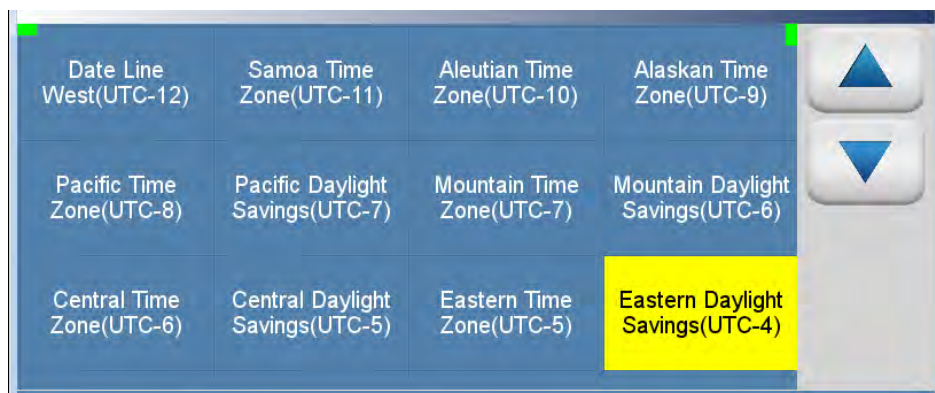 Date Line
West(UTC-12)
Samoa Time
Zone(UTC-11)
Aleutian Time
Zone(UTC-10)
Alaskan Time
Zone(UTC-9)
Pacific Time
Zone(UTC-8)
Pacific Daylight
Savings(UTC-7)
Mountain Time
Zone(UTC-7)
Mountain Daylight
Savings(UTC-6)
Central Time
Zone(UTC-6)
Central Daylight
Savings(UTC-5)
Eastern Time
Zone(UTC-5)
Eastern Daylight
Savings(UTC-4)